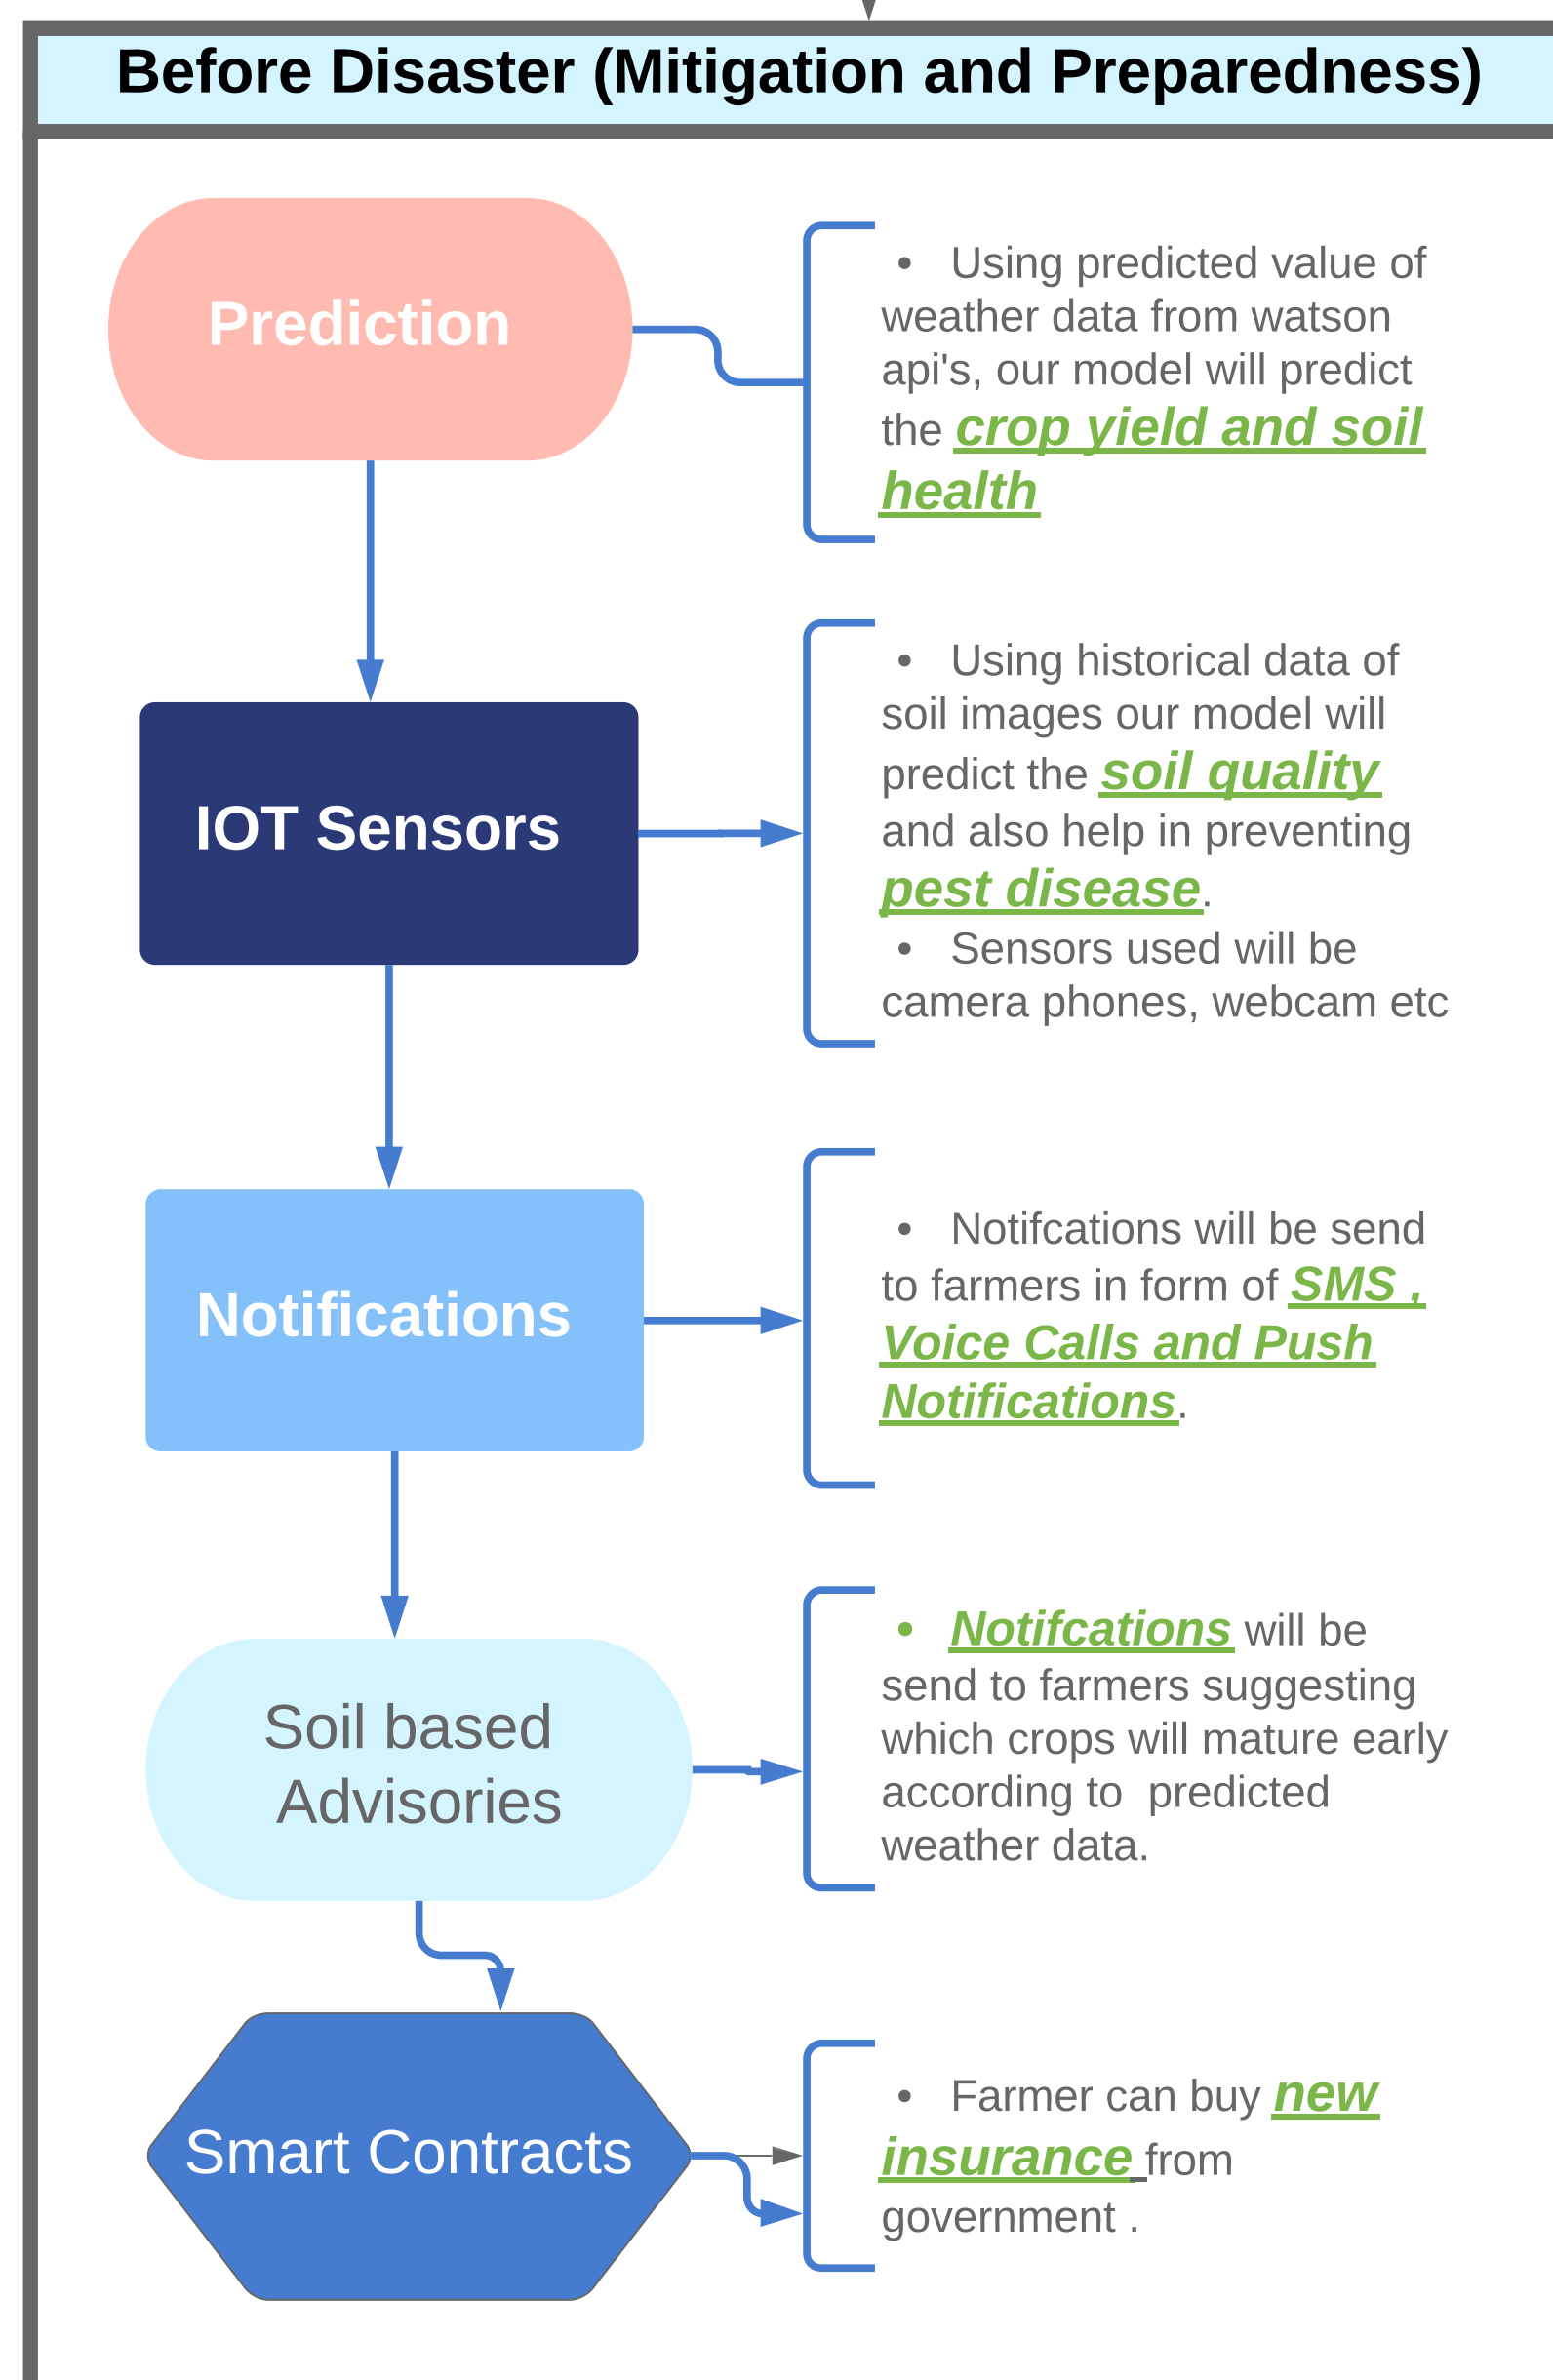 Before Disaster (Mitigation and Preparedness)
Prediction
• Using predicted value of
weather data from watson
api's, our model will predict
the crop yield and soil
health
IOT Sensors
• Using historical data of
soil images our model will
predict the soil quality
and also help in preventing
pest disease.
• Sensors used will be
camera phones, webcam etc
Notifications
• Notifcations will be send
to farmers in form of SMS ,
Voice Calls and Push
Notifications.
Soil based
Advisories
• Notifcations will be
send to farmers suggesting
which crops will mature early
according to  predicted
weather data.
Smart Contracts
• Farmer can buy new
insurance from
government .